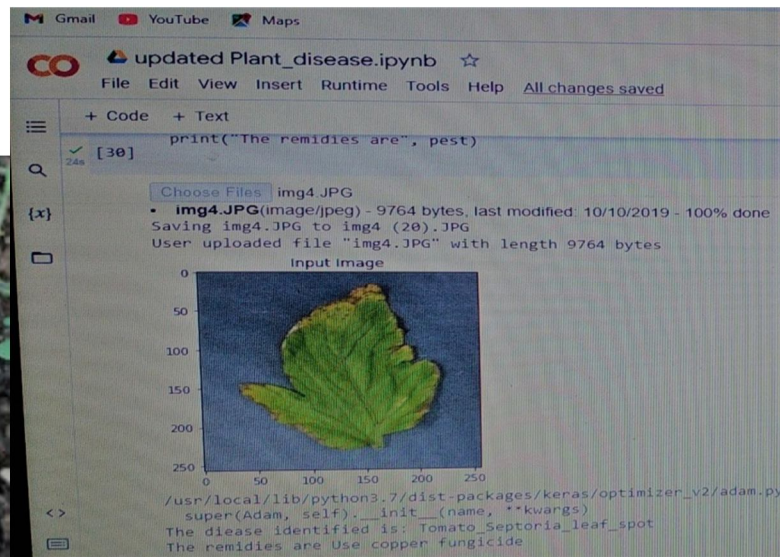 Gmail YouTube Maps
updated Plant_disease.ipynb
File Edit View Insert Runtime Tools Help All changes saved
+ Code + Text
print("The remidies are", pest)
[30]
24s
Choose Files img4.JPG
• img4.JPG(image/jpeg) - 9764 bytes, last modified: 10/10/2019 - 100% done
Saving img4.JPG to img4 (20).JPG
User uploaded file "img4.JPG" with length 9764 bytes
Input Image
0
50
100
150
200
250
0 50 100 150 200 250
/usr/local/lib/python3.7/dist-packages/keras/optimizer_v2/adam.py
super(Adam, self).__init__(name, **kwargs)
The diease identified is: Tomato_Septoria_leaf_spot
The remidies are Use copper fungicide
{x}
<>